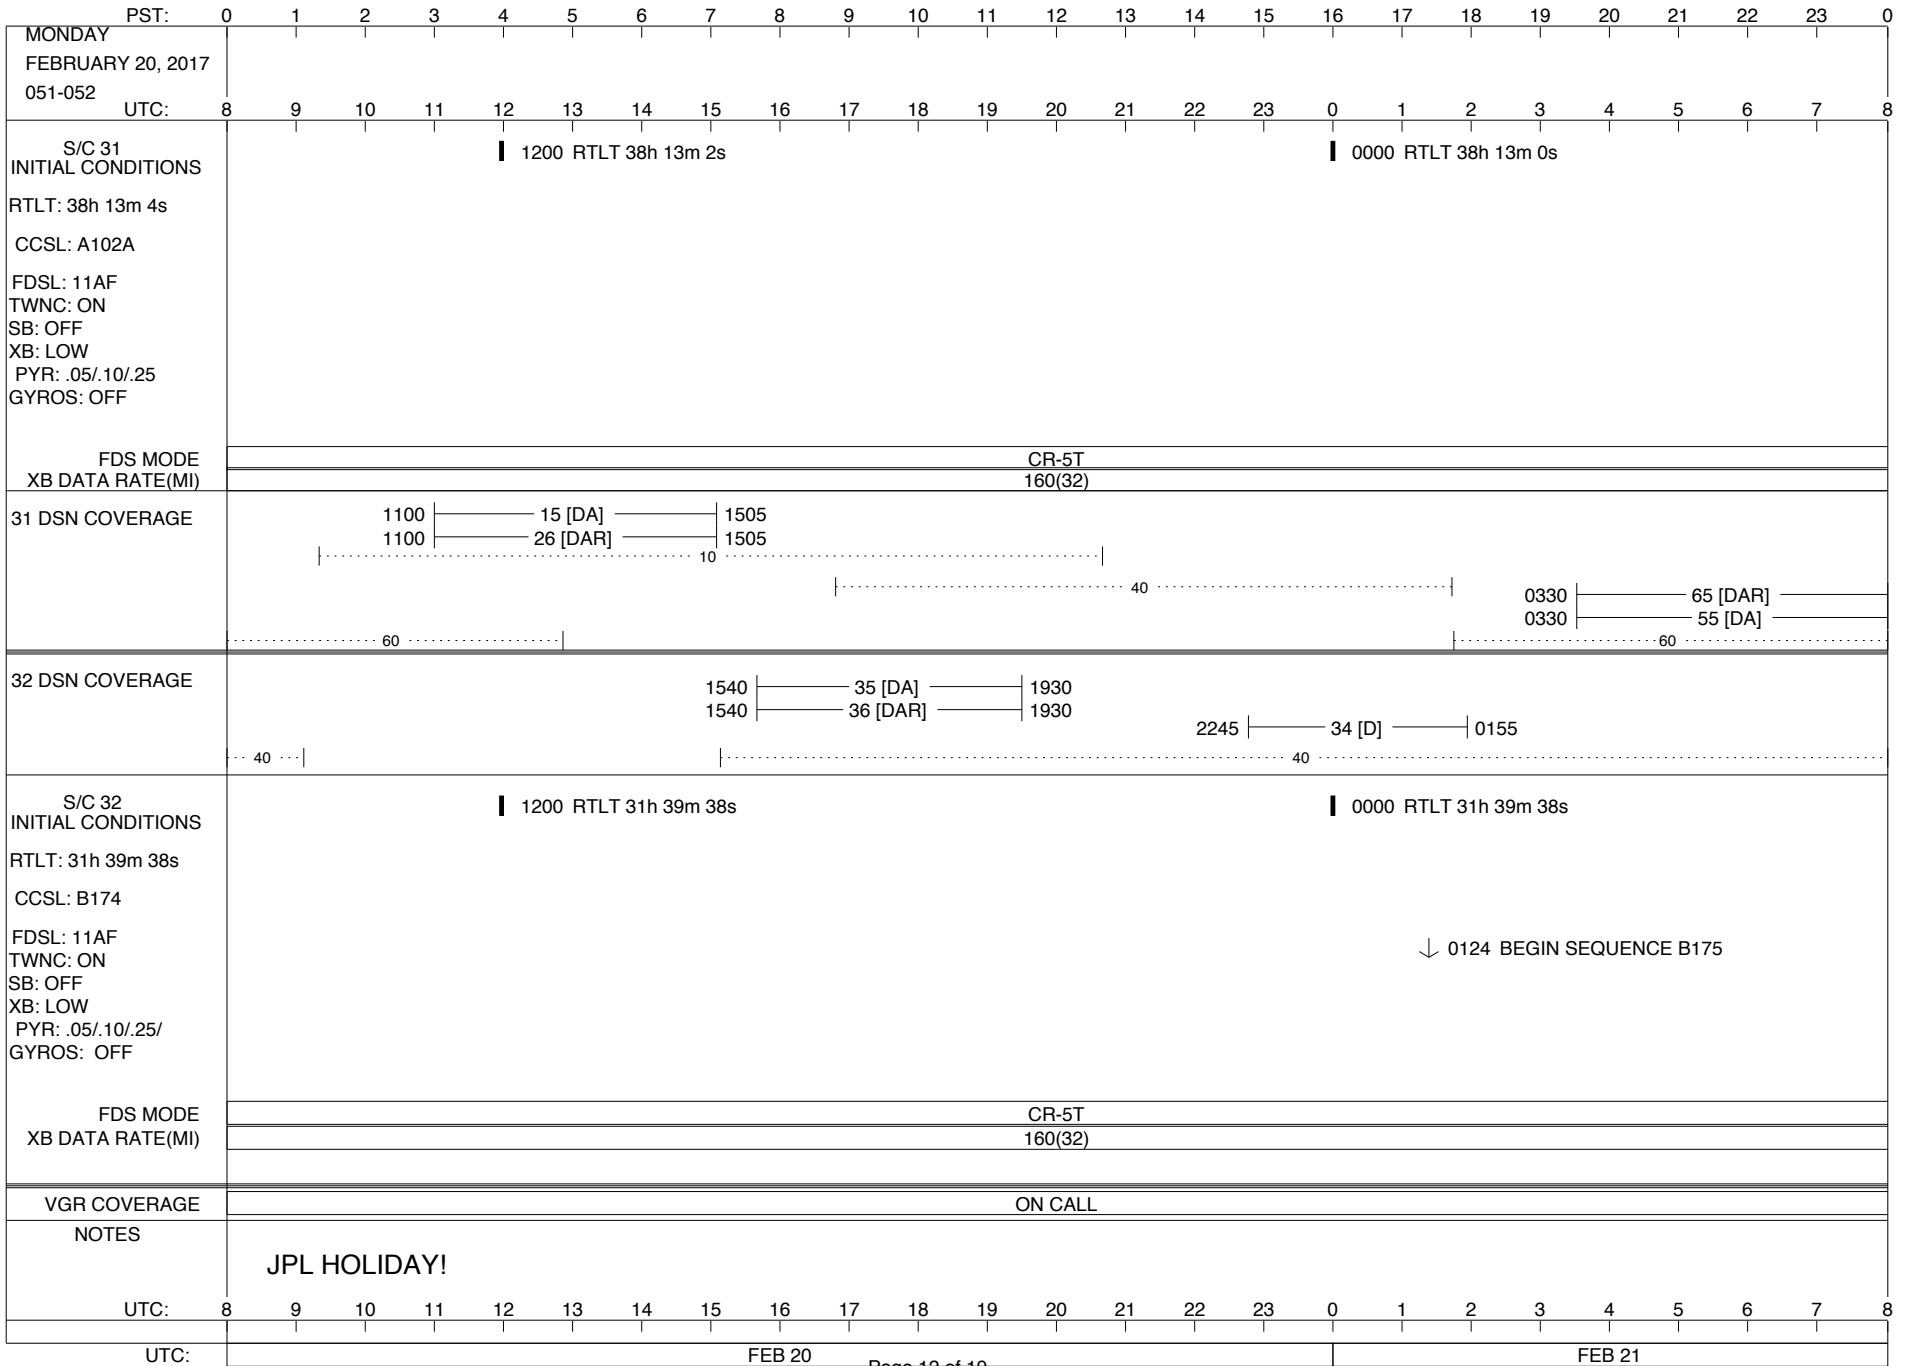 PST: 0 1 2 3 4 5 6 7 8 9 10 11 12 13 14 15 16 17 18 19 20 21 22 23 0
MONDAY
FEBRUARY 20, 2017
051-052
UTC: 8 9 10 11 12 13 14 15 16 17 18 19 20 21 22 23 0 1 2 3 4 5 6 7 8
S/C 31
INITIAL CONDITIONS
1200 RTLT 38h 13m 2s
0000 RTLT 38h 13m 0s
RTLT: 38h 13m 4s
CCSL: A102A
FDSL: 11AF
TWNC: ON
SB: OFF
XB: LOW
PYR: .05/.10/.25
GYROS: OFF
FDS MODE CR-5T
XB DATA RATE(MI) 160(32)
31 DSN COVERAGE
1100 15 [DA] 1505
1100 26 [DAR] 1505
10
40
0330 65 [DAR]
0330 55 [DA]
60 60
32 DSN COVERAGE
1540 35 [DA] 1930
1540 36 [DAR] 1930
2245 34 [D] 0155
40 40
S/C 32
INITIAL CONDITIONS
1200 RTLT 31h 39m 38s
0000 RTLT 31h 39m 38s
RTLT: 31h 39m 38s
CCSL: B174
FDSL: 11AF
0124 BEGIN SEQUENCE B175
TWNC: ON
SB: OFF
XB: LOW
PYR: .05/.10/.25/
GYROS: OFF
FDS MODE CR-5T
XB DATA RATE(MI) 160(32)
VGR COVERAGE ON CALL
NOTES
JPL HOLIDAY!
UTC: 8 9 10 11 12 13 14 15 16 17 18 19 20 21 22 23 0 1 2 3 4 5 6 7 8
UTC: FEB 20 FEB 21
Page 12 of 19